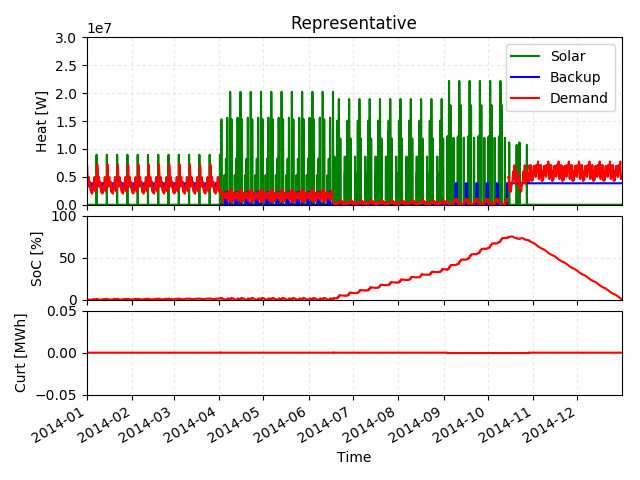 Representative
1e7
3.0
2.5
2.0
1.5
1.0
0.5
0.0
Heat [W]
Solar
Backup
Demand
100
50
0
SoC [%]
0.05
0.00
−0.05
Curt [MWh]
2014-01
2014-02
2014-03
2014-04
2014-05
2014-06
2014-07
2014-08
2014-09
2014-10
2014-11
2014-12
Time